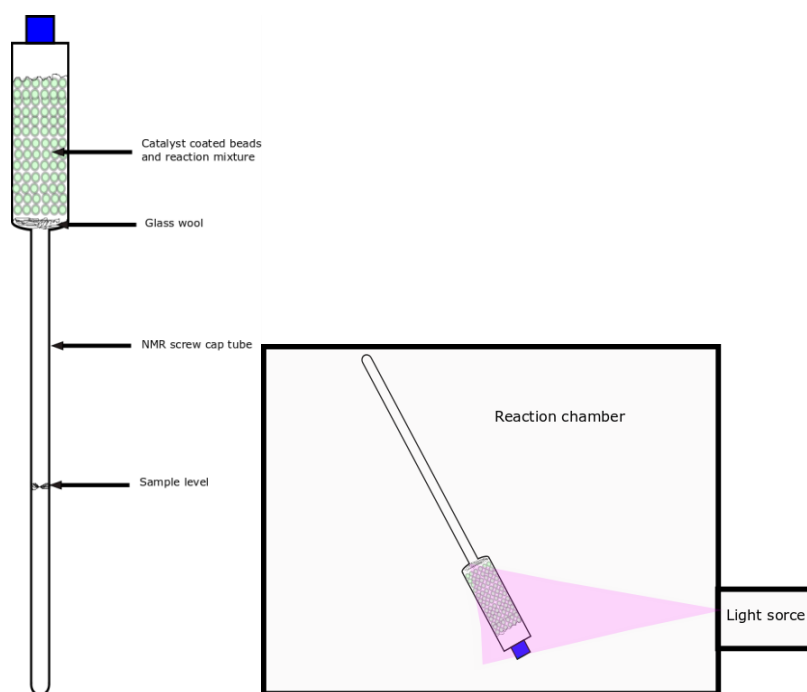 Catalyst coated beads
and reaction mixture
Glass wool
NMR screw cap tube
Sample level
Reaction chamber
Light sorce